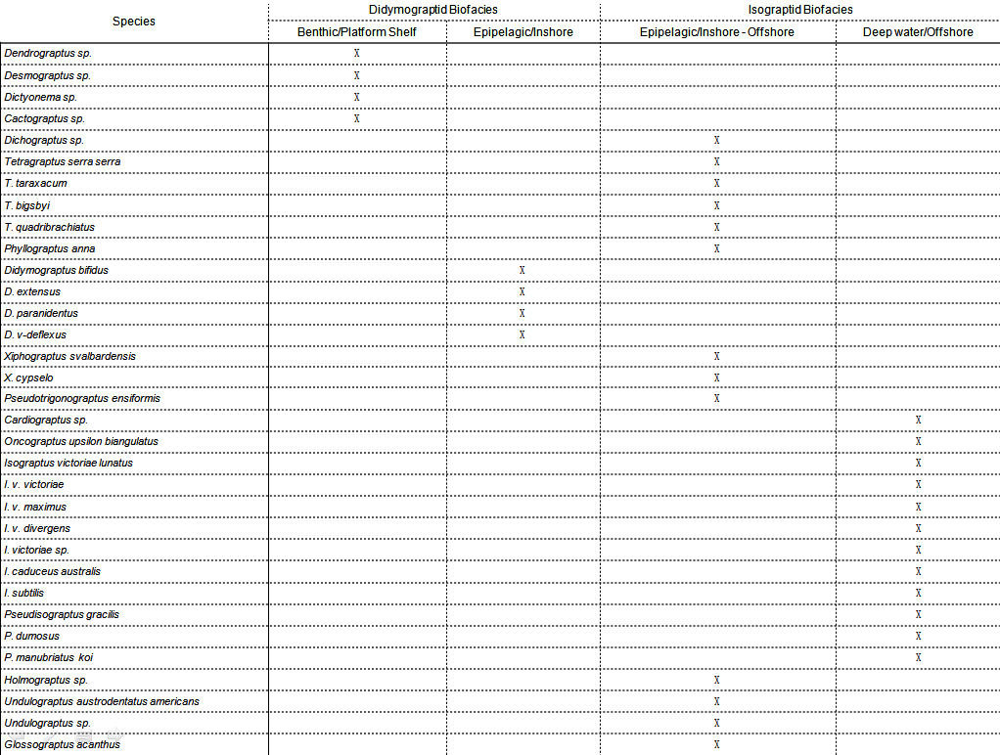 Species Didymograptid Biofacies Isograptid Biofacies
Benthic/Platform Shelf Epipelagic/Inshore Epipelagic/Inshore - Offshore Deep water/Offshore
Dendrograptus sp. X
Desmograptus sp. X
Dictyonema sp. X
Cactograptus sp. X
Dichograptus sp. X
Tetragraptus serra serra X
T. taraxacum X
T. bigsbyi X
T. quadribrachiatus X
Phyllograptus anna X
Didymograptus bifidus X
D. extensus X
D. paranidentus X
D. v-deflexus X
Xiphograptus svalbardensis X
X. cypselo X
Pseudotrigonograptus ensiformis X
Cardiograptus sp. X
Oncograptus upsilon biangulatus X
Isograptus victoriae lunatus X
I. v. victoriae X
I. v. maximus X
I. v. divergens X
I. victoriae sp. X
I. caduceus australis X
I. subtilis X
Pseudisograptus gracilis X
P. dumosus X
P. manubriatus koi X
Holmograptus sp. X
Undulograptus austrodentatus americans X
Undulograptus sp. X
Glossograptus acanthus X